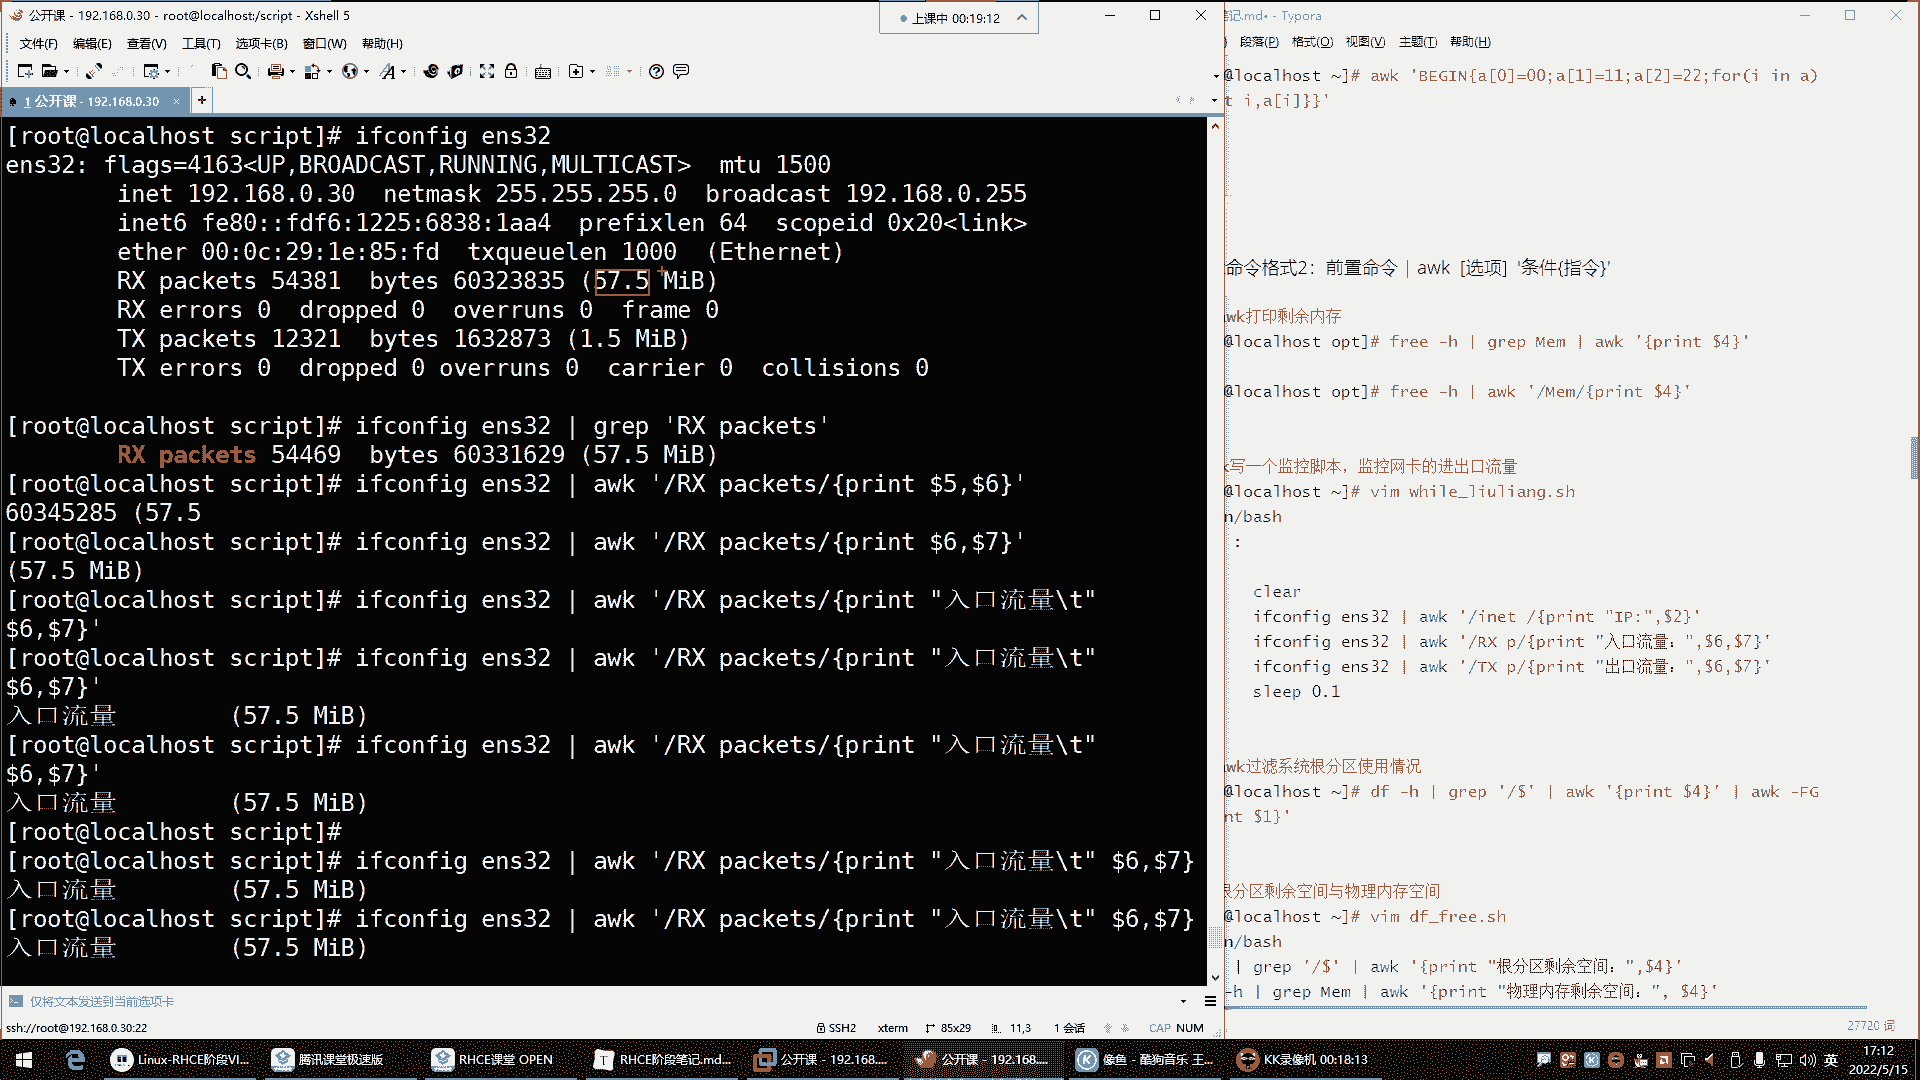 公开课 - 192.168.0.30 - root@localhost:/script - Xshell 5
上课中 00:19:12
文件(F) 编辑(E) 查看(V) 工具(T) 选项卡(B) 窗口(W) 帮助(H)
1 公开课 - 192.168.0.30 × +
[root@localhost script]# ifconfig ens32
ens32: flags=4163<UP,BROADCAST,RUNNING,MULTICAST>  mtu 1500
inet 192.168.0.30  netmask 255.255.255.0  broadcast 192.168.0.255
inet6 fe80::fdf6:1225:6838:1aa4  prefixlen 64  scopeid 0x20<link>
ether 00:0c:29:1e:85:fd  txqueuelen 1000  (Ethernet)
RX packets 54381  bytes 60323835 (57.5 MiB)
RX errors 0  dropped 0  overruns 0  frame 0
TX packets 12321  bytes 1632873 (1.5 MiB)
TX errors 0  dropped 0 overruns 0  carrier 0  collisions 0
[root@localhost script]# ifconfig ens32 | grep 'RX packets'
RX packets 54469  bytes 60331629 (57.5 MiB)
[root@localhost script]# ifconfig ens32 | awk '/RX packets/{print $5,$6}'
60345285 (57.5
[root@localhost script]# ifconfig ens32 | awk '/RX packets/{print $6,$7}'
(57.5 MiB)
[root@localhost script]# ifconfig ens32 | awk '/RX packets/{print "入口流量\t"
$6,$7}'
[root@localhost script]# ifconfig ens32 | awk '/RX packets/{print "入口流量\t"
$6,$7}'
入口流量        (57.5 MiB)
[root@localhost script]# ifconfig ens32 | awk '/RX packets/{print "入口流量\t"
$6,$7}'
入口流量        (57.5 MiB)
[root@localhost script]#
[root@localhost script]# ifconfig ens32 | awk '/RX packets/{print "入口流量\t" $6,$7}
入口流量        (57.5 MiB)
[root@localhost script]# ifconfig ens32 | awk '/RX packets/{print "入口流量\t" $6,$7}
入口流量        (57.5 MiB)
仅将文本发送到当前选项卡
ssh://root@192.168.0.30:22 SSH2 xterm 85x29 11,3 1 会话 CAP NUM
笔记.md• - Typora
段落(P) 格式(O) 视图(V) 主题(T) 帮助(H)
@localhost ~]# awk 'BEGIN{a[0]=00;a[1]=11;a[2]=22;for(i in a)
t i,a[i]}}'
命令格式2：前置命令 | awk [选项] '条件{指令}'
wk打印剩余内存
@localhost opt]# free -h | grep Mem | awk '{print $4}'
@localhost opt]# free -h | awk '/Mem/{print $4}'
k写一个监控脚本，监控网卡的进出口流量
@localhost ~]# vim while_liuliang.sh
n/bash
:
clear
ifconfig ens32 | awk '/inet /{print "IP:",$2}'
ifconfig ens32 | awk '/RX p/{print "入口流量：",$6,$7}'
ifconfig ens32 | awk '/TX p/{print "出口流量：",$6,$7}'
sleep 0.1
wk过滤系统根分区使用情况
@localhost ~]# df -h | grep '/$' | awk '{print $4}' | awk -FG
nt $1}'
根分区剩余空间与物理内存空间
@localhost ~]# vim df_free.sh
n/bash
| grep '/$' | awk '{print "根分区剩余空间：",$4}'
-h | grep Mem | awk '{print "物理内存剩余空间：", $4}'
27720 词
Linux-RHCE阶段VI... 腾讯课堂极速版 RHCE课堂 OPEN RHCE阶段笔记.md... 公开课 - 192.168.... 公开课 - 192.168.... 像鱼 - 酷狗音乐 王... KK录像机 00:18:13 英 17:12
2022/5/15